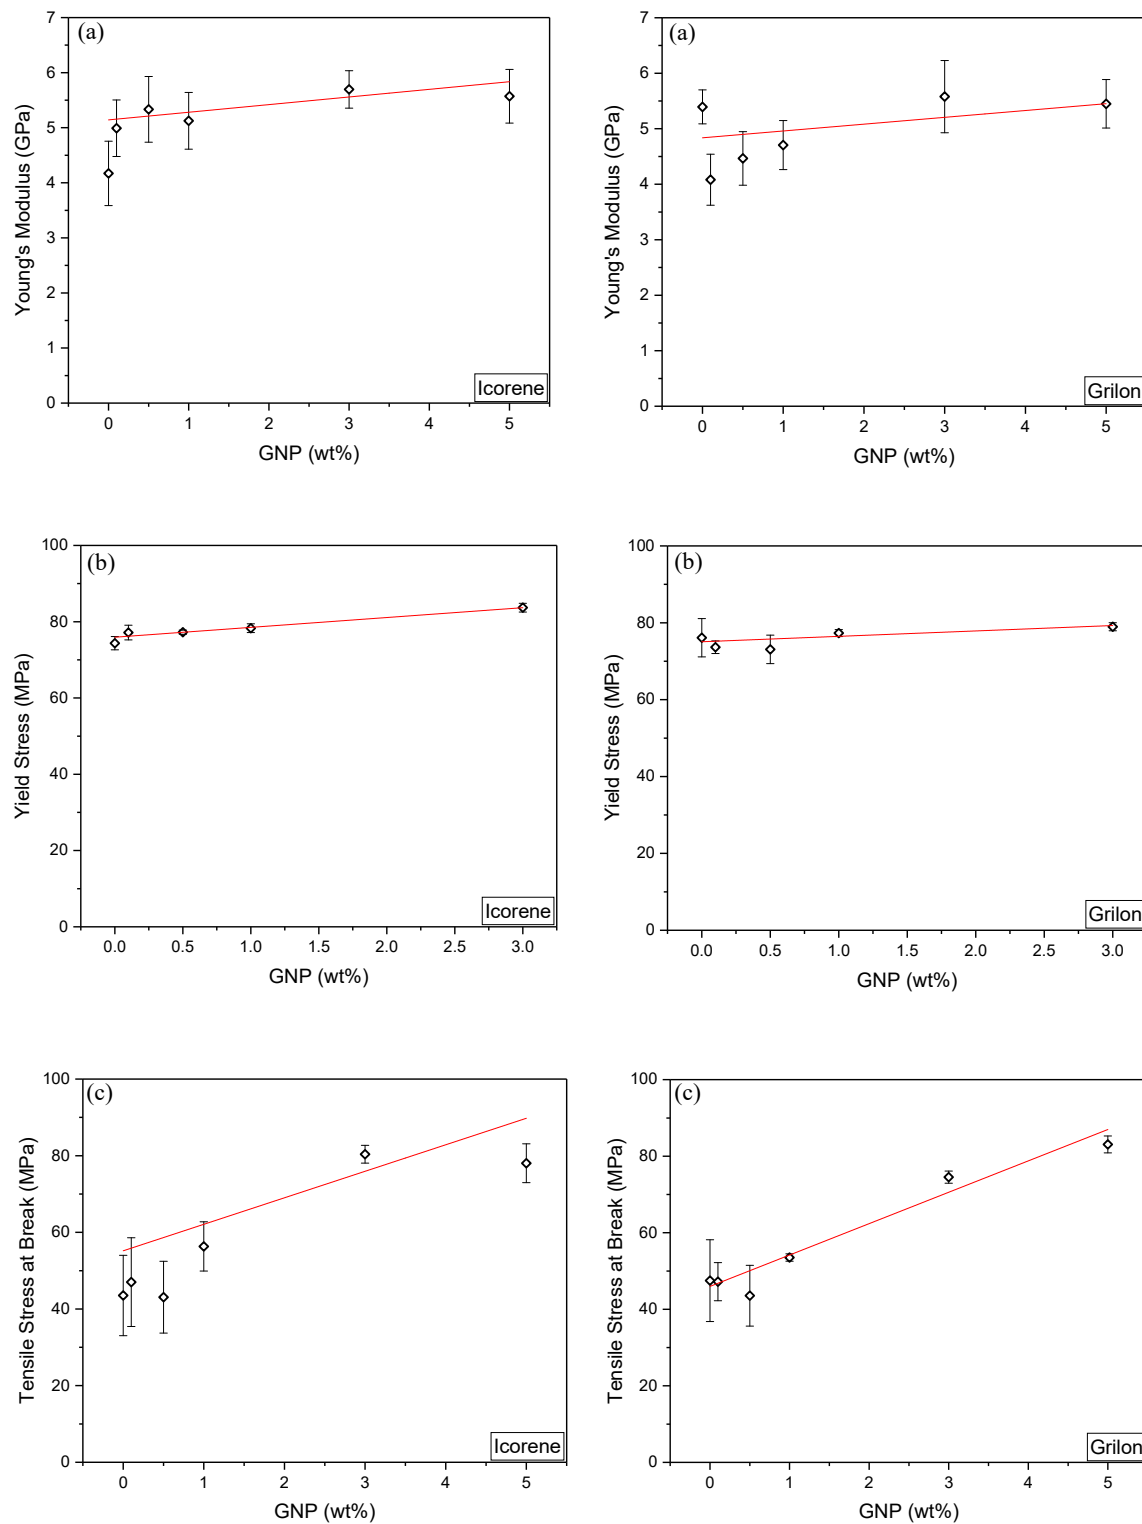 (a)
7
6
5
4
3
2
1
0
Young's Modulus (GPa)
Icorene
0 1 2 3 4 5
GNP (wt%)
(a)
7
6
5
4
3
2
1
0
Young's Modulus (GPa)
Grilon
0 1 2 3 4 5
GNP (wt%)
(b)
100
80
60
40
20
0
Yield Stress (MPa)
Icorene
0.0 0.5 1.0 1.5 2.0 2.5 3.0
GNP (wt%)
(b)
100
80
60
40
20
0
Yield Stress (MPa)
Grilon
0.0 0.5 1.0 1.5 2.0 2.5 3.0
GNP (wt%)
(c)
100
80
60
40
20
0
Tensile Stress at Break (MPa)
Icorene
0 1 2 3 4 5
GNP (wt%)
(c)
100
80
60
40
20
0
Tensile Stress at Break (MPa)
Grilon
0 1 2 3 4 5
GNP (wt%)